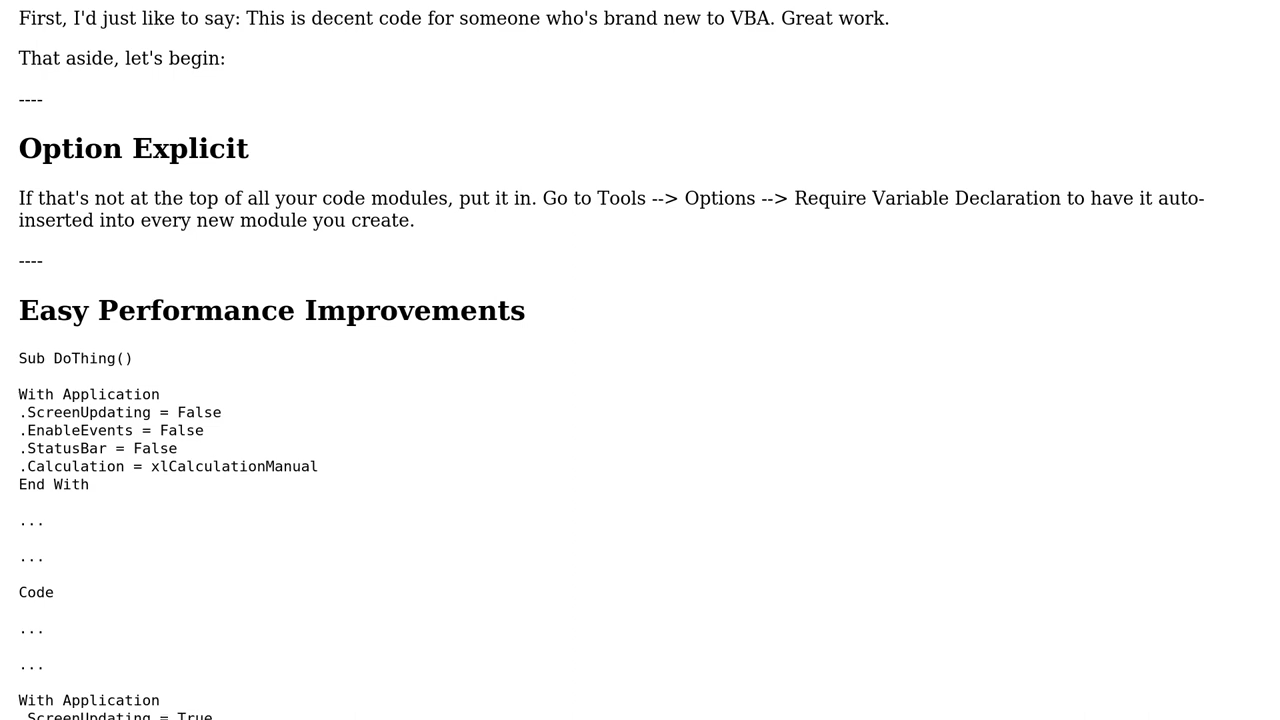 First, I'd just like to say: This is decent code for someone who's brand new to VBA. Great work.
That aside, let's begin:
----
Option Explicit
If that's not at the top of all your code modules, put it in. Go to Tools --> Options --> Require Variable Declaration to have it auto-
inserted into every new module you create.
----
Easy Performance Improvements
Sub DoThing()
With Application
.ScreenUpdating = False
.EnableEvents = False
.StatusBar = False
.Calculation = xlCalculationManual
End With
...
...
Code
...
...
With Application
.ScreenUpdating = True